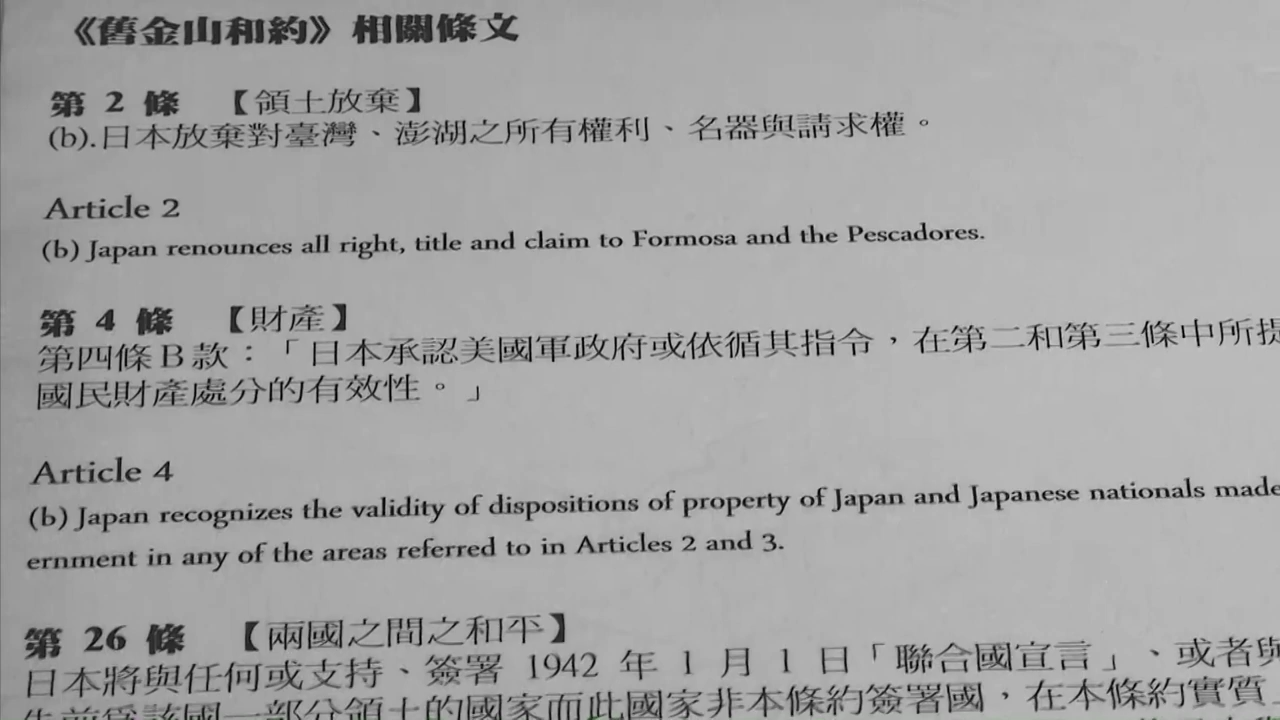 《舊金山和約》相關條文
第 2 條 【領土放棄】
(b).日本放棄對臺灣、澎湖之所有權利、名器與請求權。
Article 2
(b) Japan renounces all right, title and claim to Formosa and the Pescadores.
第 4 條 【財產】
第四條B款：「日本承認美國軍政府或依循其指令，在第二和第三條中所提
國民財產處分的有效性。」
Article 4
(b) Japan recognizes the validity of dispositions of property of Japan and Japanese nationals made
ernment in any of the areas referred to in Articles 2 and 3.
第 26 條 【兩國之間之和平】
日本將與任何或支持、簽署 1942 年 1 月 1 日「聯合國宣言」、或者與
先前爲該國一部分領土的國家而此國家非本條約簽署國，在本條約實質